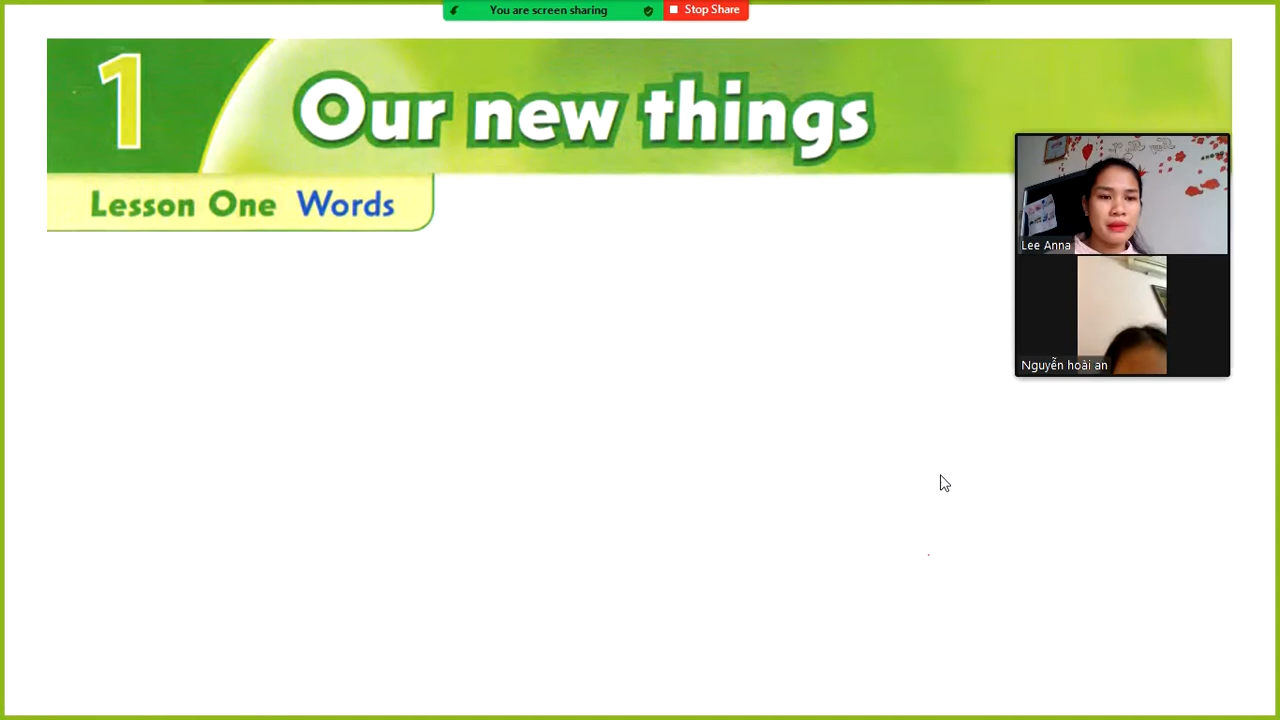 You are screen sharing
Stop Share
1
Our new things
Lesson One Words
Lee Anna
Nguyễn hoài an